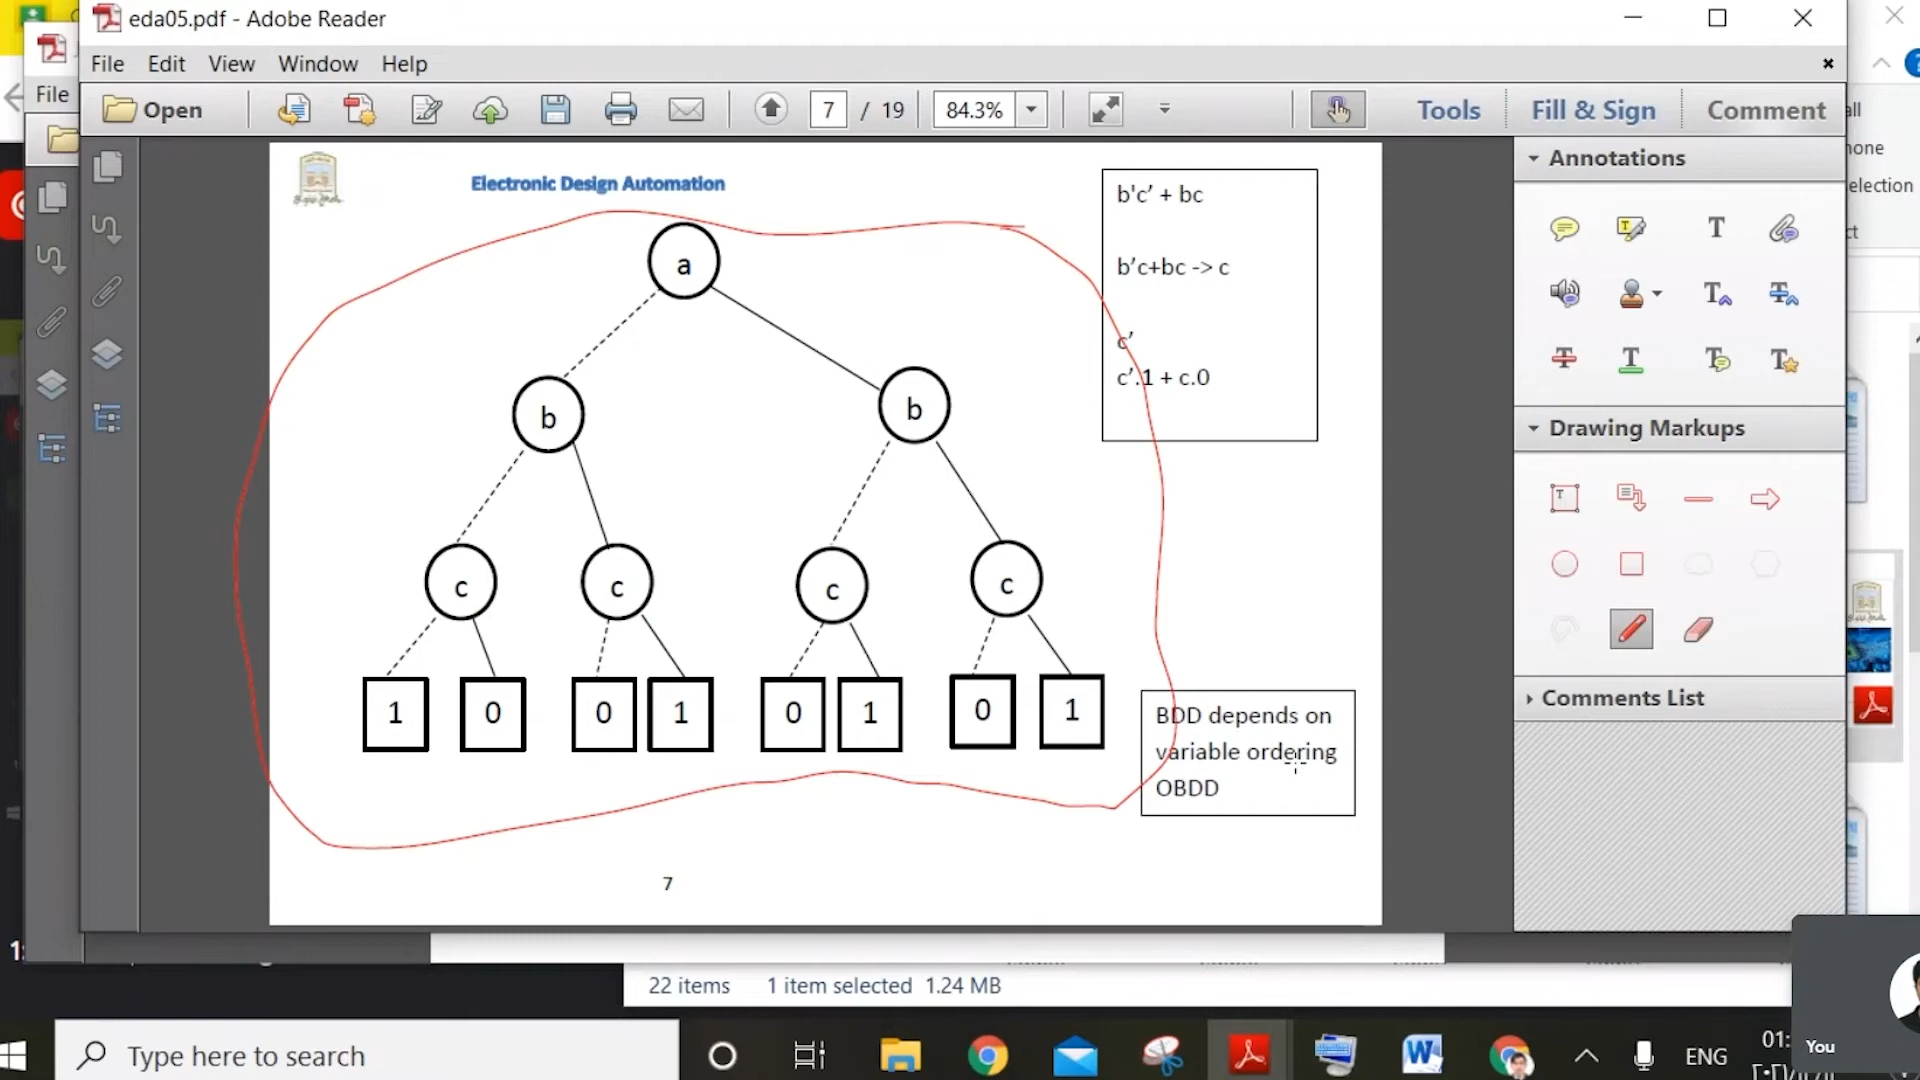 eda05.pdf - Adobe Reader
File Edit View Window Help
File
Open
7 / 19
84.3%
Tools
Fill & Sign
Comment
Electronic Design Automation
b'c’ + bc
b’c+bc -> c
c’
c’.1 + c.0
a
b
b
c
c
c
c
1
0
0
1
0
1
0
1
BDD depends on
variable ordering
OBDD
7
Annotations
Drawing Markups
Comments List
22 items 1 item selected 1.24 MB
Type here to search
ENG
01:
You